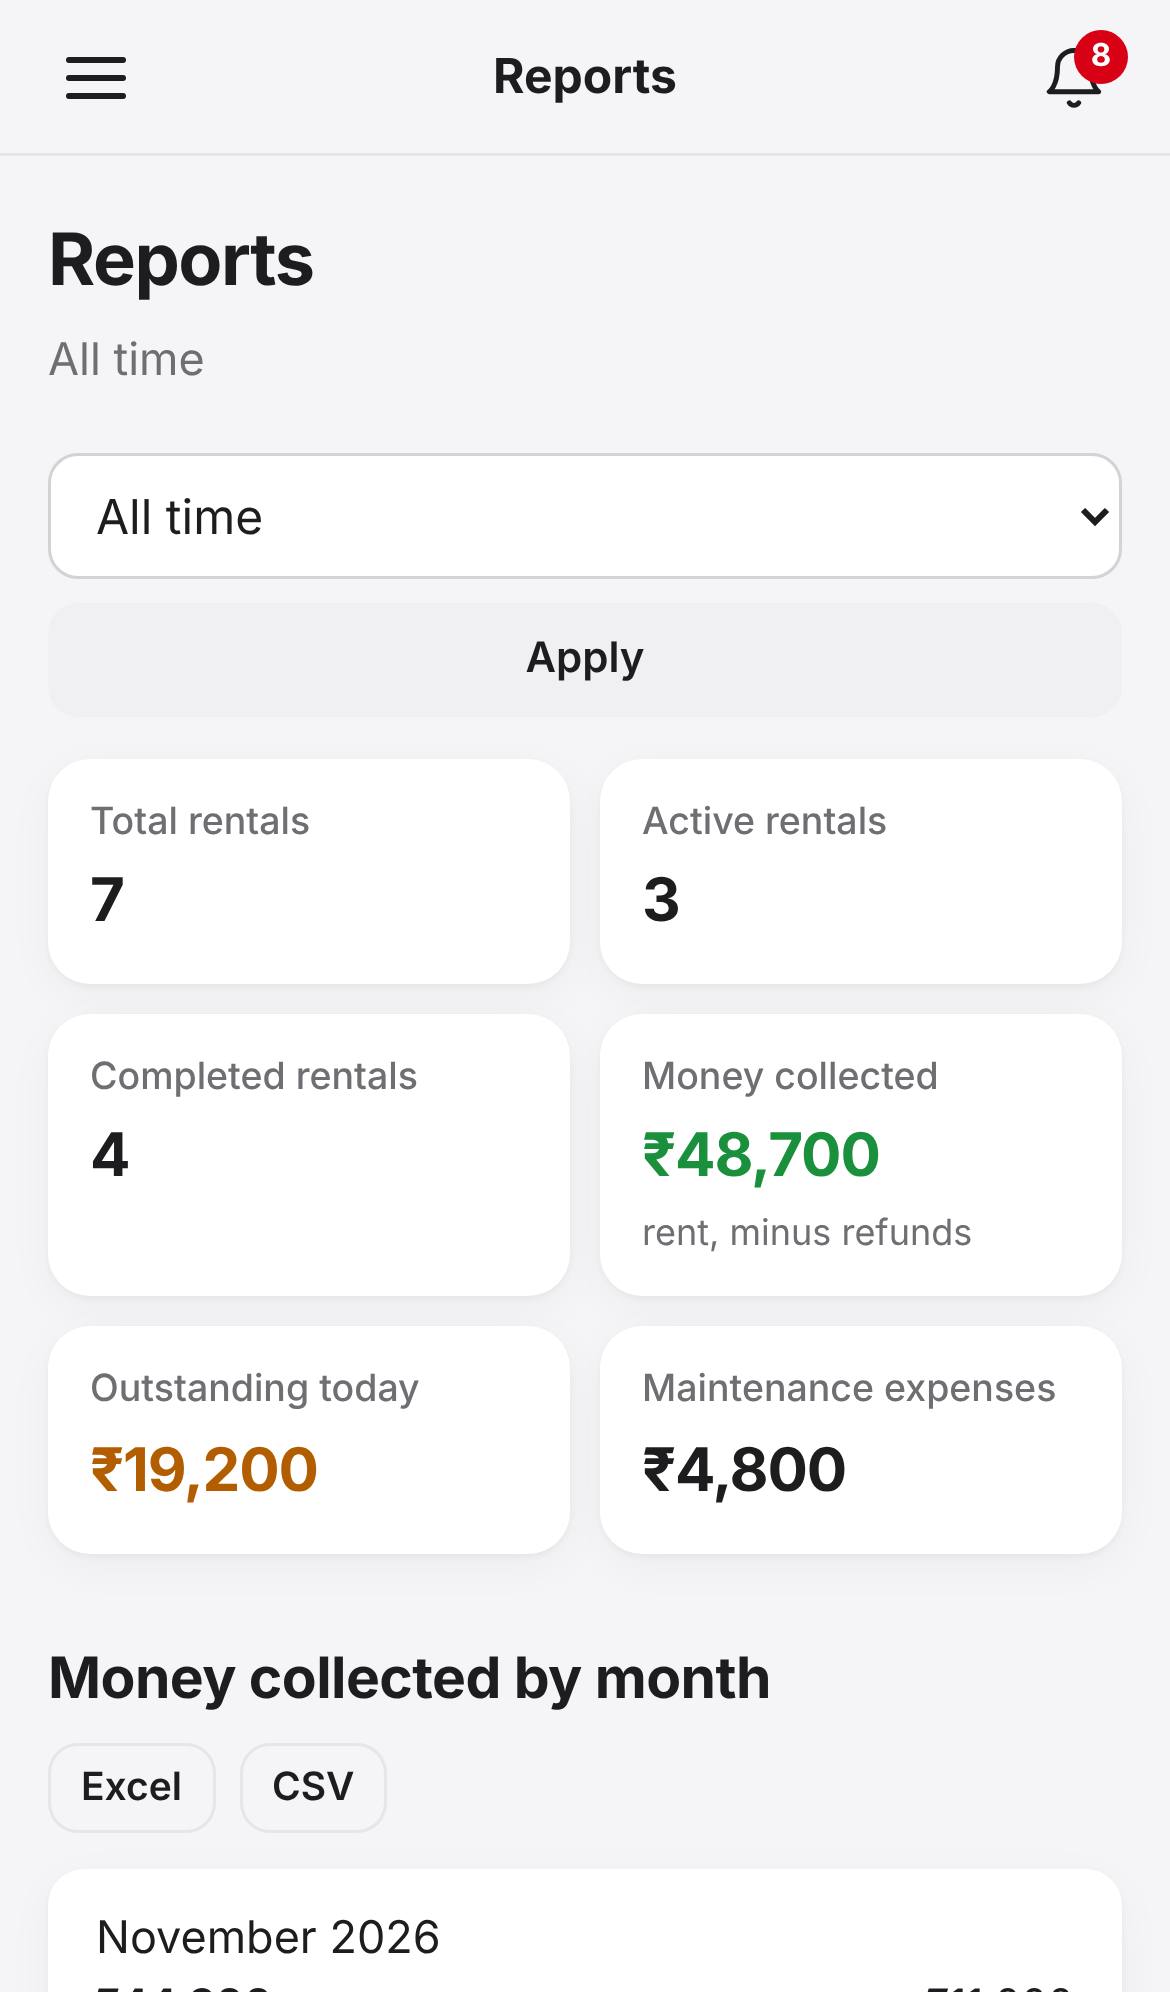 Reports
8
Reports
All time
All time
Apply
Total rentals
7
Active rentals
3
Completed rentals
4
Money collected
₹48,700
rent, minus refunds
Outstanding today
₹19,200
Maintenance expenses
₹4,800
Money collected by month
Excel
CSV
November 2026